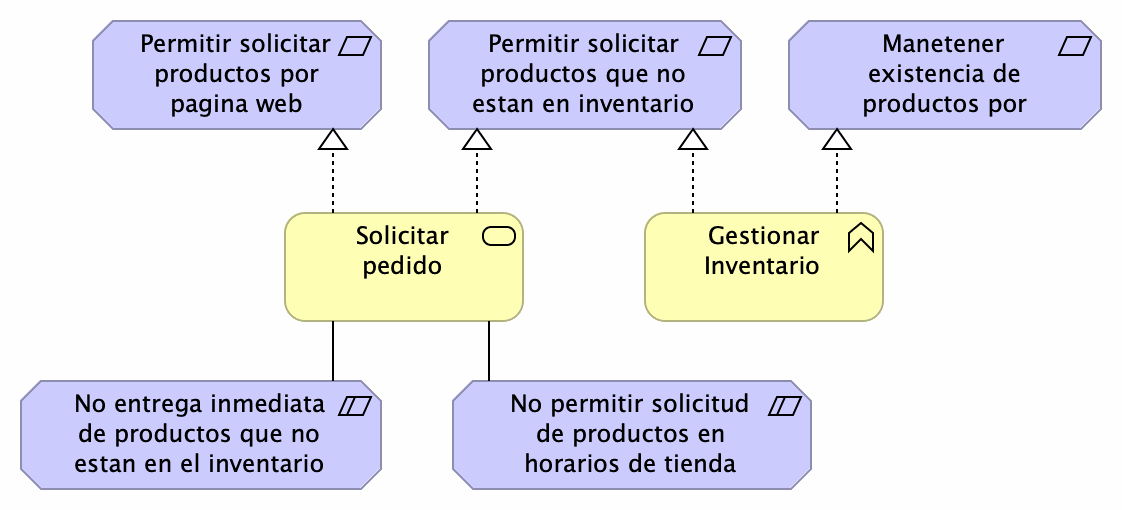 Permitir solicitar
productos por
pagina web
Permitir solicitar
productos que no
estan en inventario
Manetener
existencia de
productos por
Solicitar
pedido
Gestionar
Inventario
No entrega inmediata
de productos que no
estan en el inventario
No permitir solicitud
de productos en
horarios de tienda